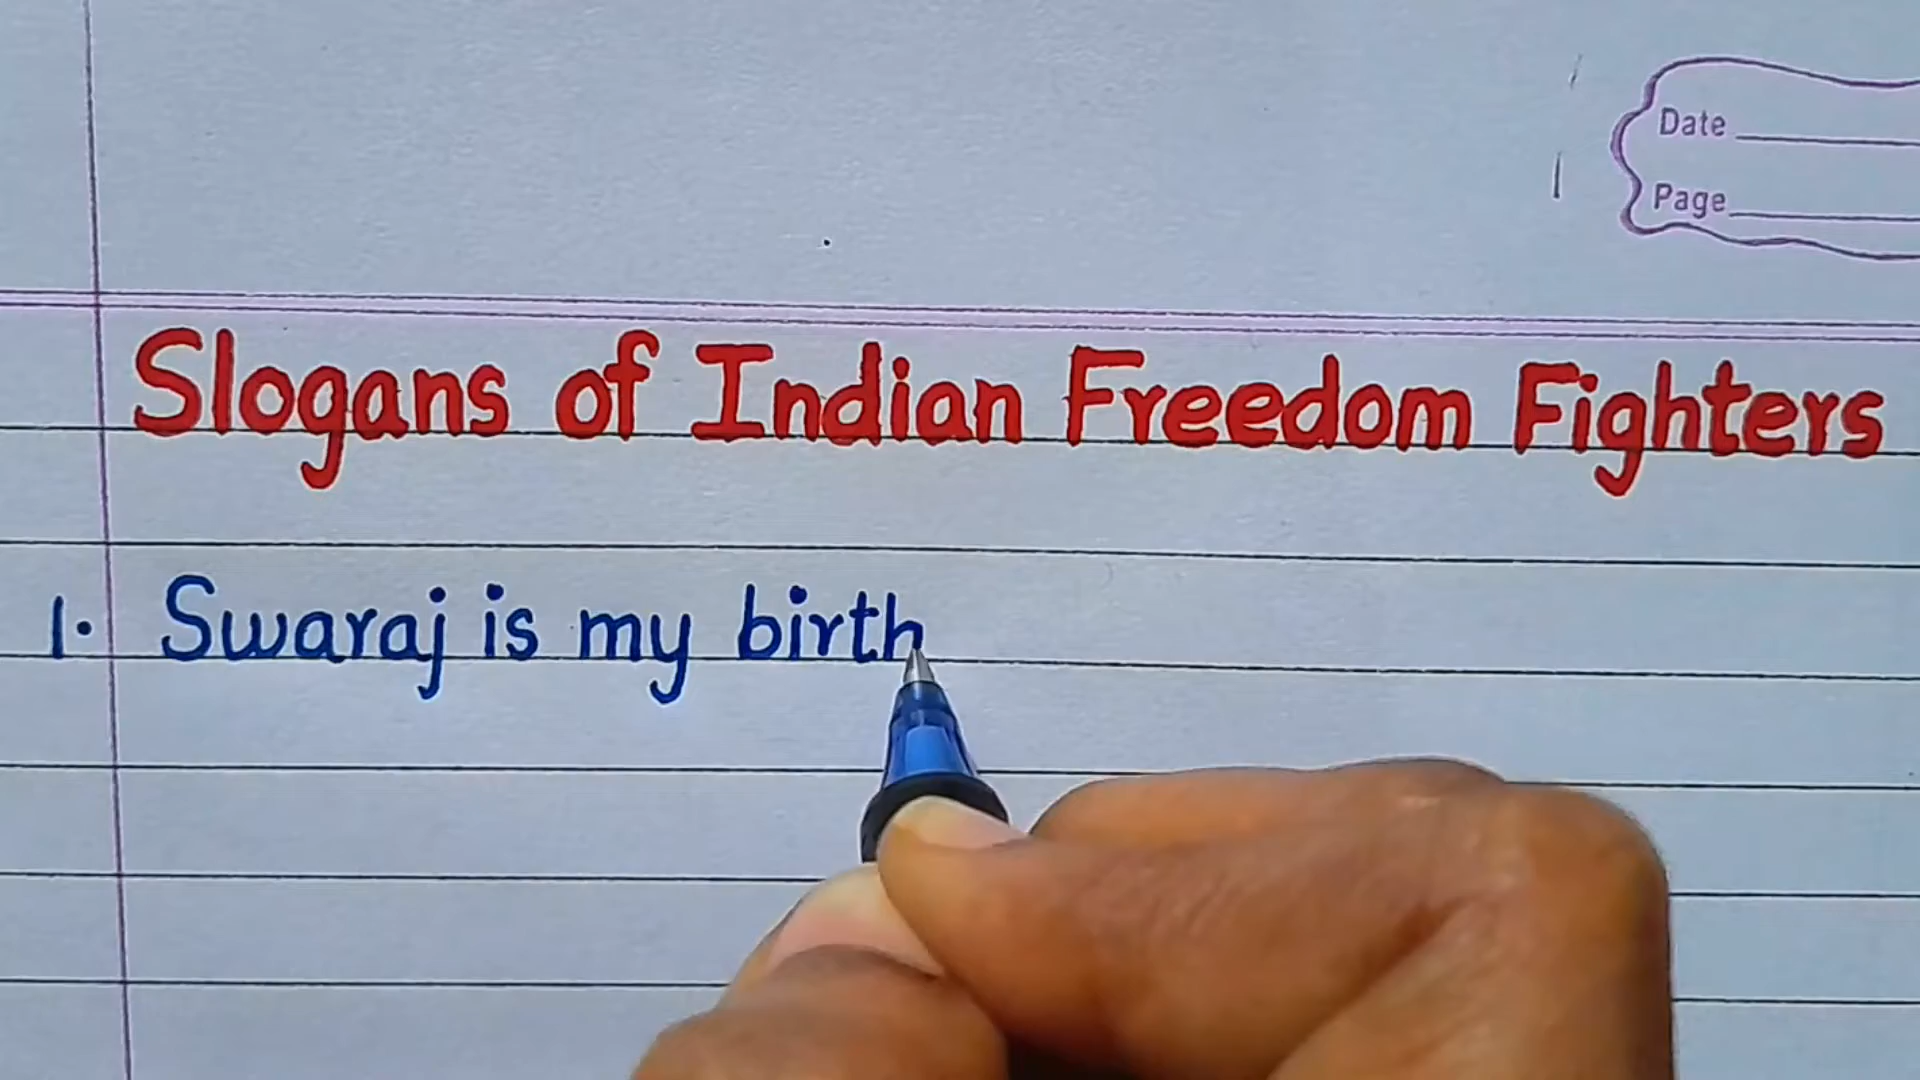 Date
Page
Slogans of Indian Freedom Fighters
1. Swaraj is my birth